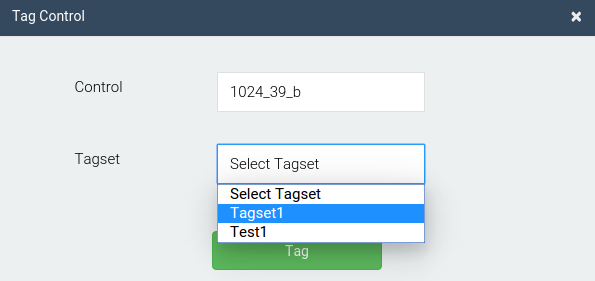 Tag Control ×
Control 1024_39_b
Tagset Select Tagset
Select Tagset
Tagset1
Test1
Tag